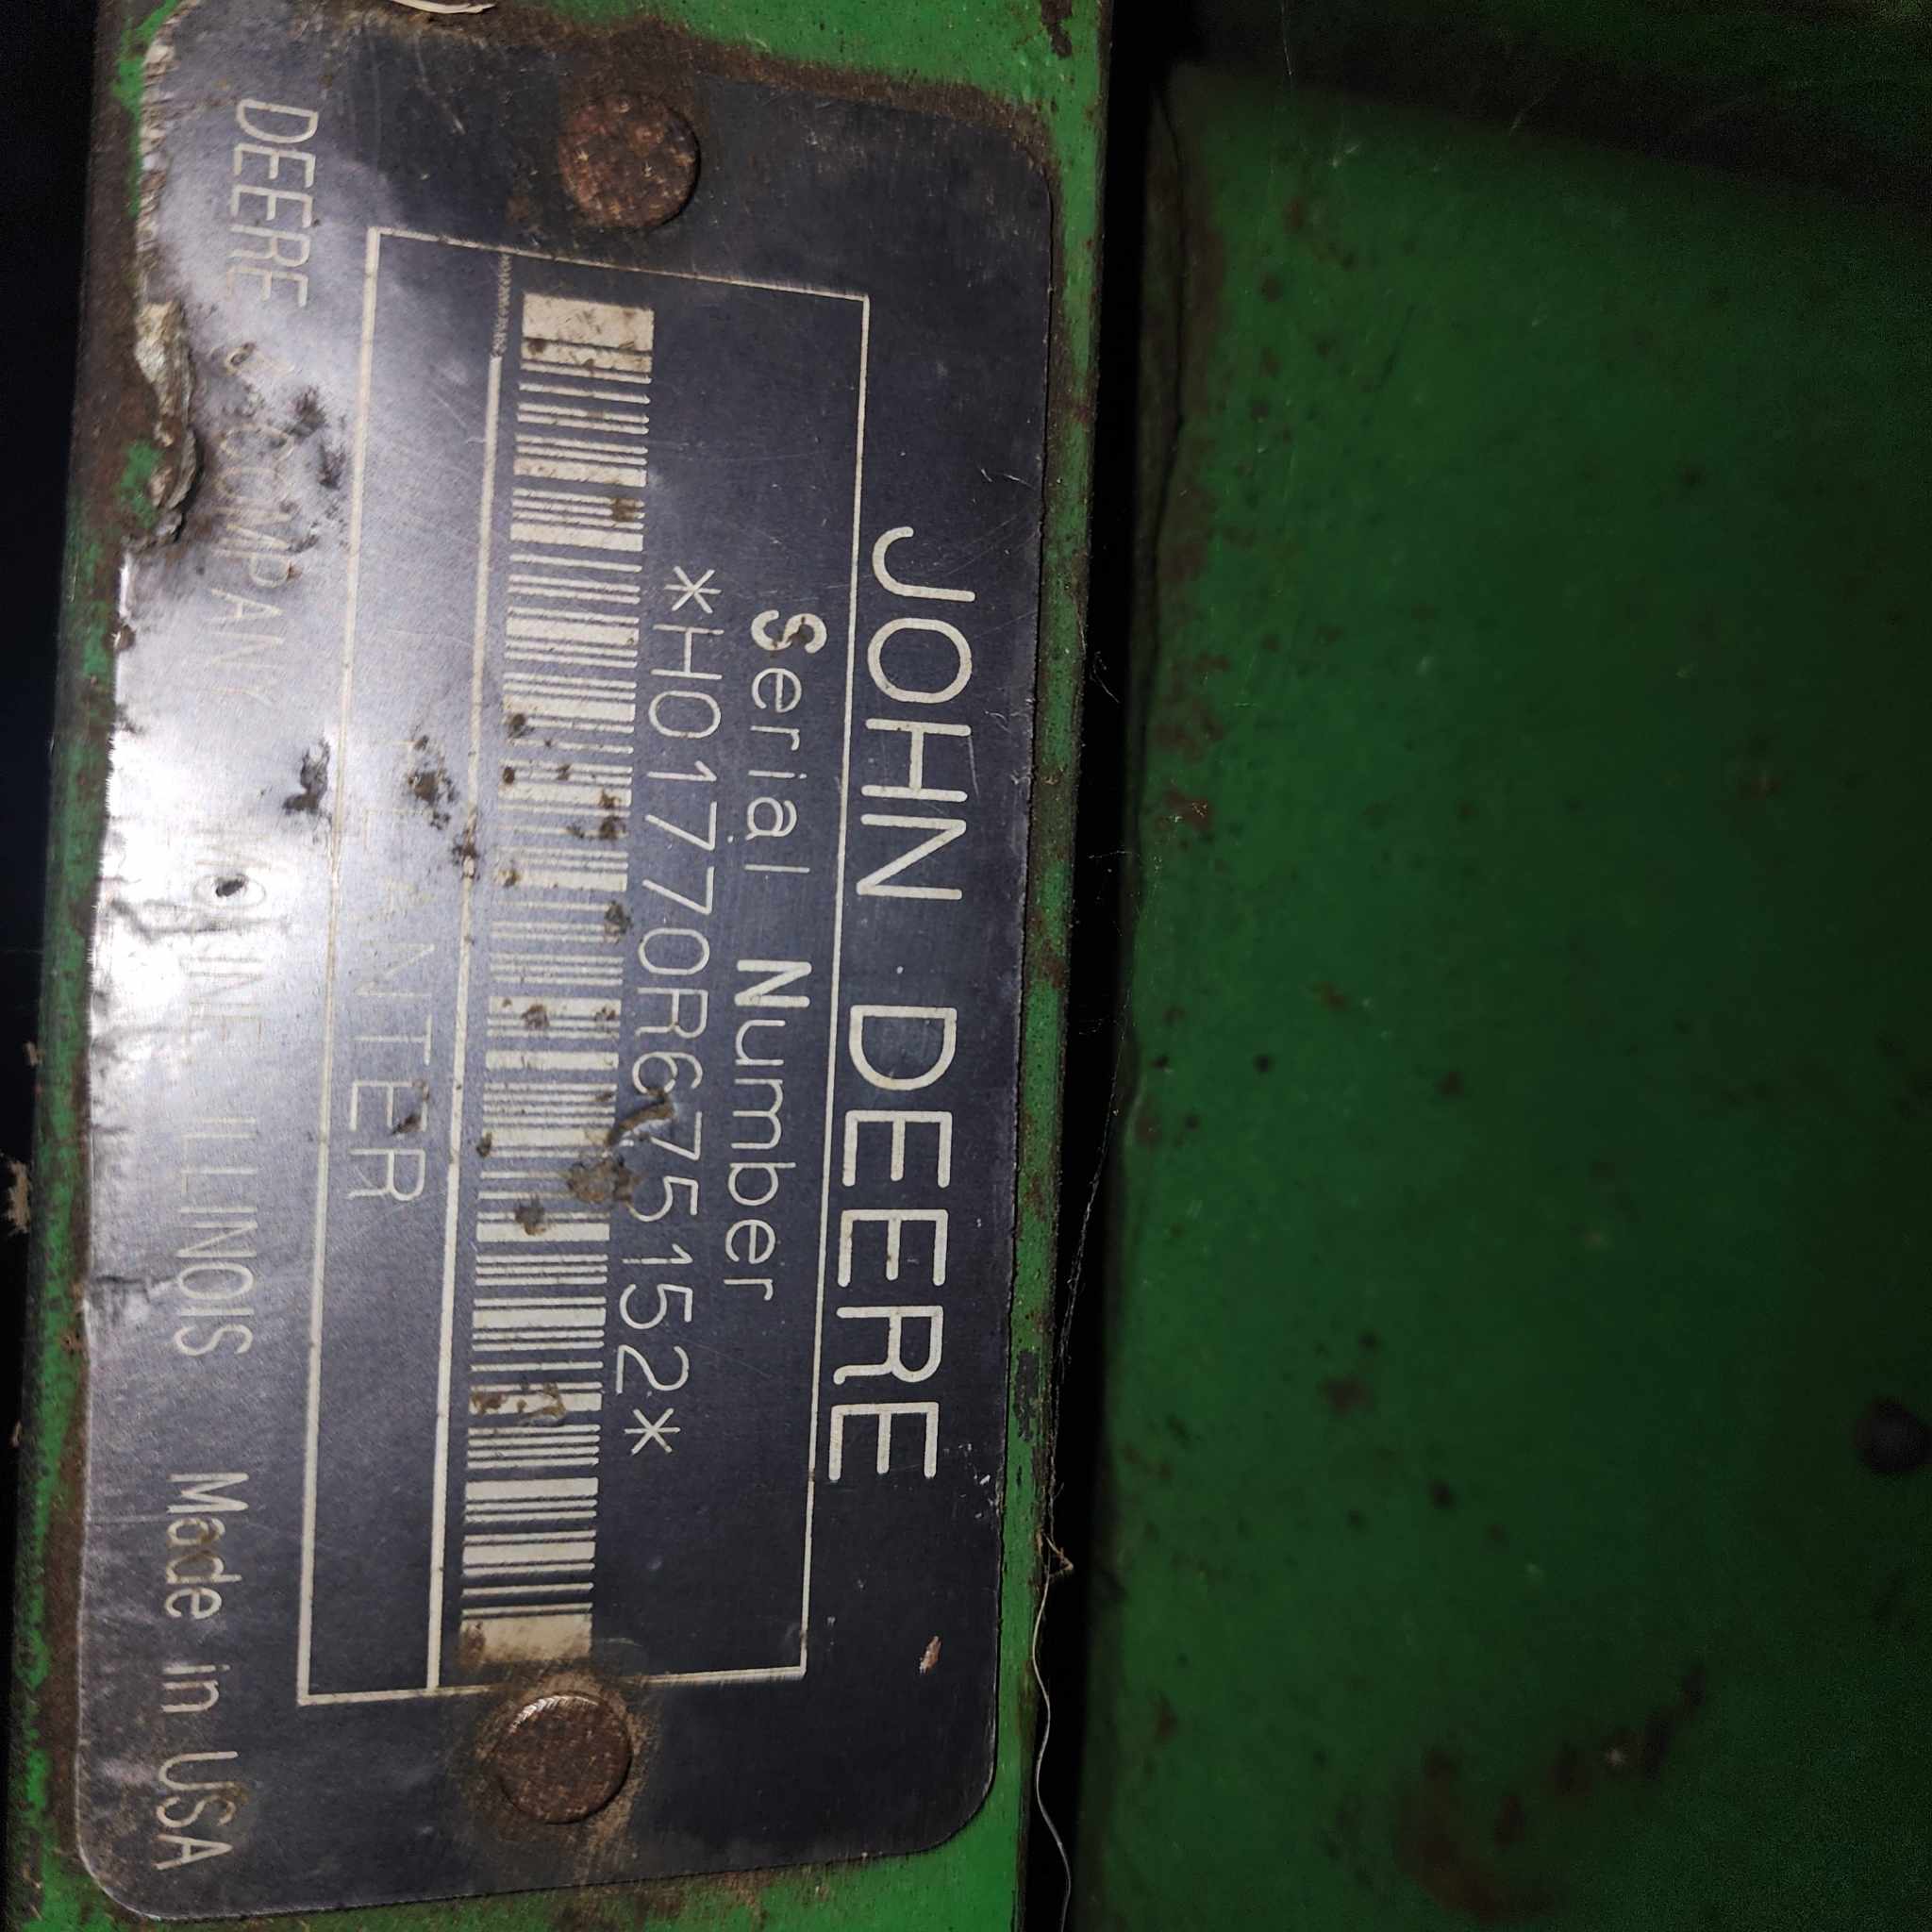 JOHN DEERE
Serial Number
*H01770R675152*
PLANTER
DEERE & COMPANY MOLINE, ILLINOIS Made in USA